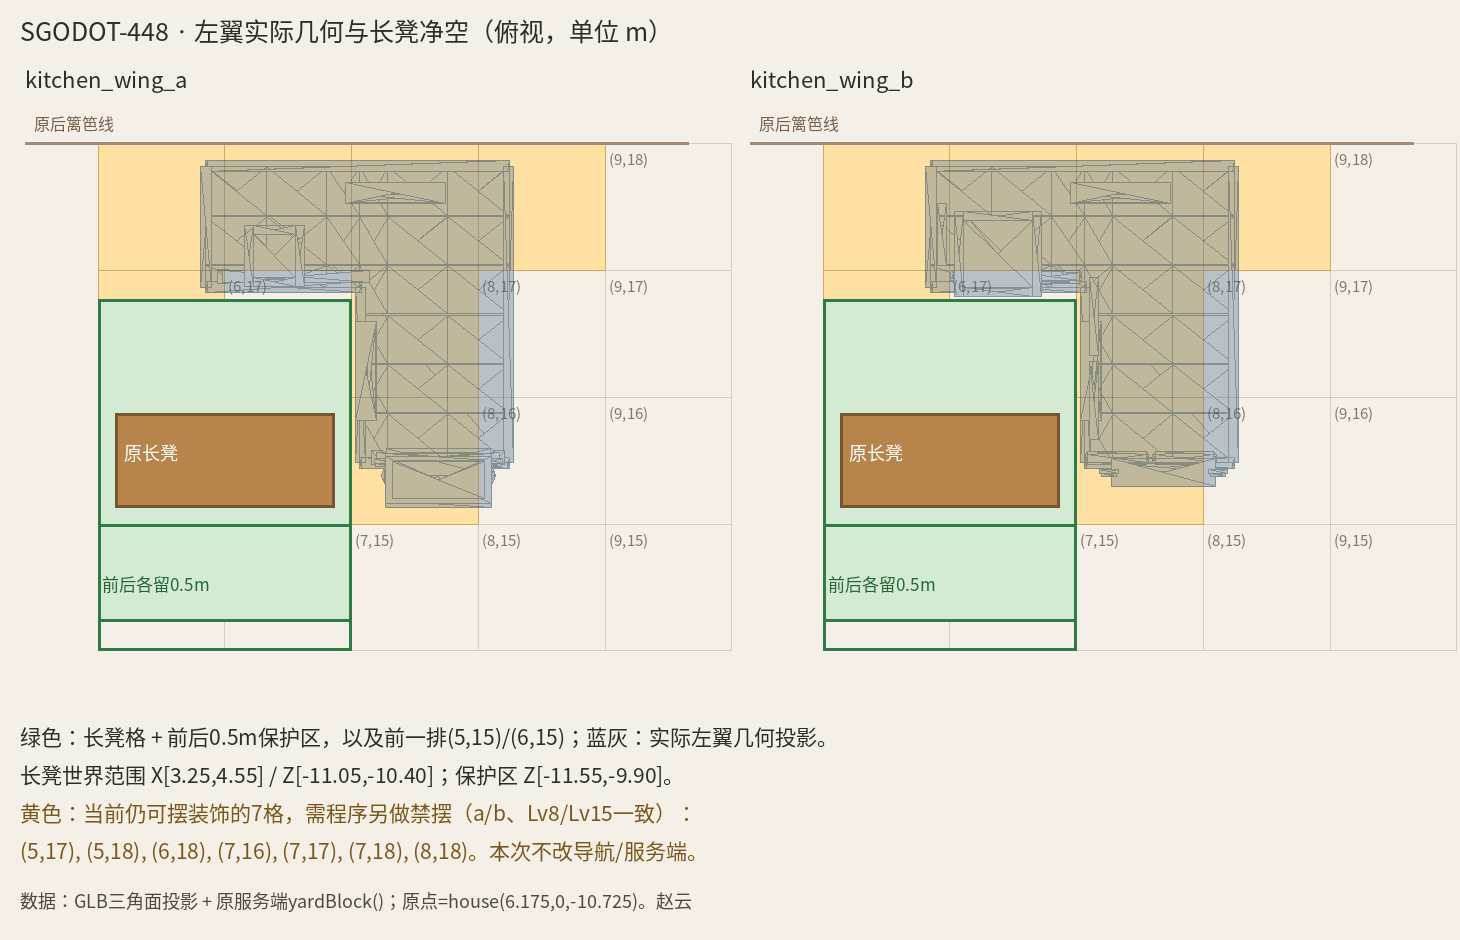 SGODOT-448 · 左翼实际几何与长凳净空（俯视，单位 m）
kitchen_wing_a
kitchen_wing_b
原后篱笆线
原后篱笆线
(9,18)
(9,18)
(6,17)
(8,17)
(9,17)
(6,17)
(8,17)
(9,17)
(8,16)
(9,16)
(8,16)
(9,16)
原长凳
原长凳
(7,15)
(8,15)
(9,15)
(7,15)
(8,15)
(9,15)
前后各留0.5m
前后各留0.5m
绿色：长凳格 + 前后0.5m保护区，以及前一排(5,15)/(6,15)；蓝灰：实际左翼几何投影。
长凳世界范围 X[3.25,4.55] / Z[-11.05,-10.40]；保护区 Z[-11.55,-9.90]。
黄色：当前仍可摆装饰的7格，需程序另做禁摆（a/b、Lv8/Lv15一致）：
(5,17), (5,18), (6,18), (7,16), (7,17), (7,18), (8,18)。本次不改导航/服务端。
数据：GLB三角面投影 + 原服务端yardBlock()；原点=house(6.175,0,-10.725)。赵云